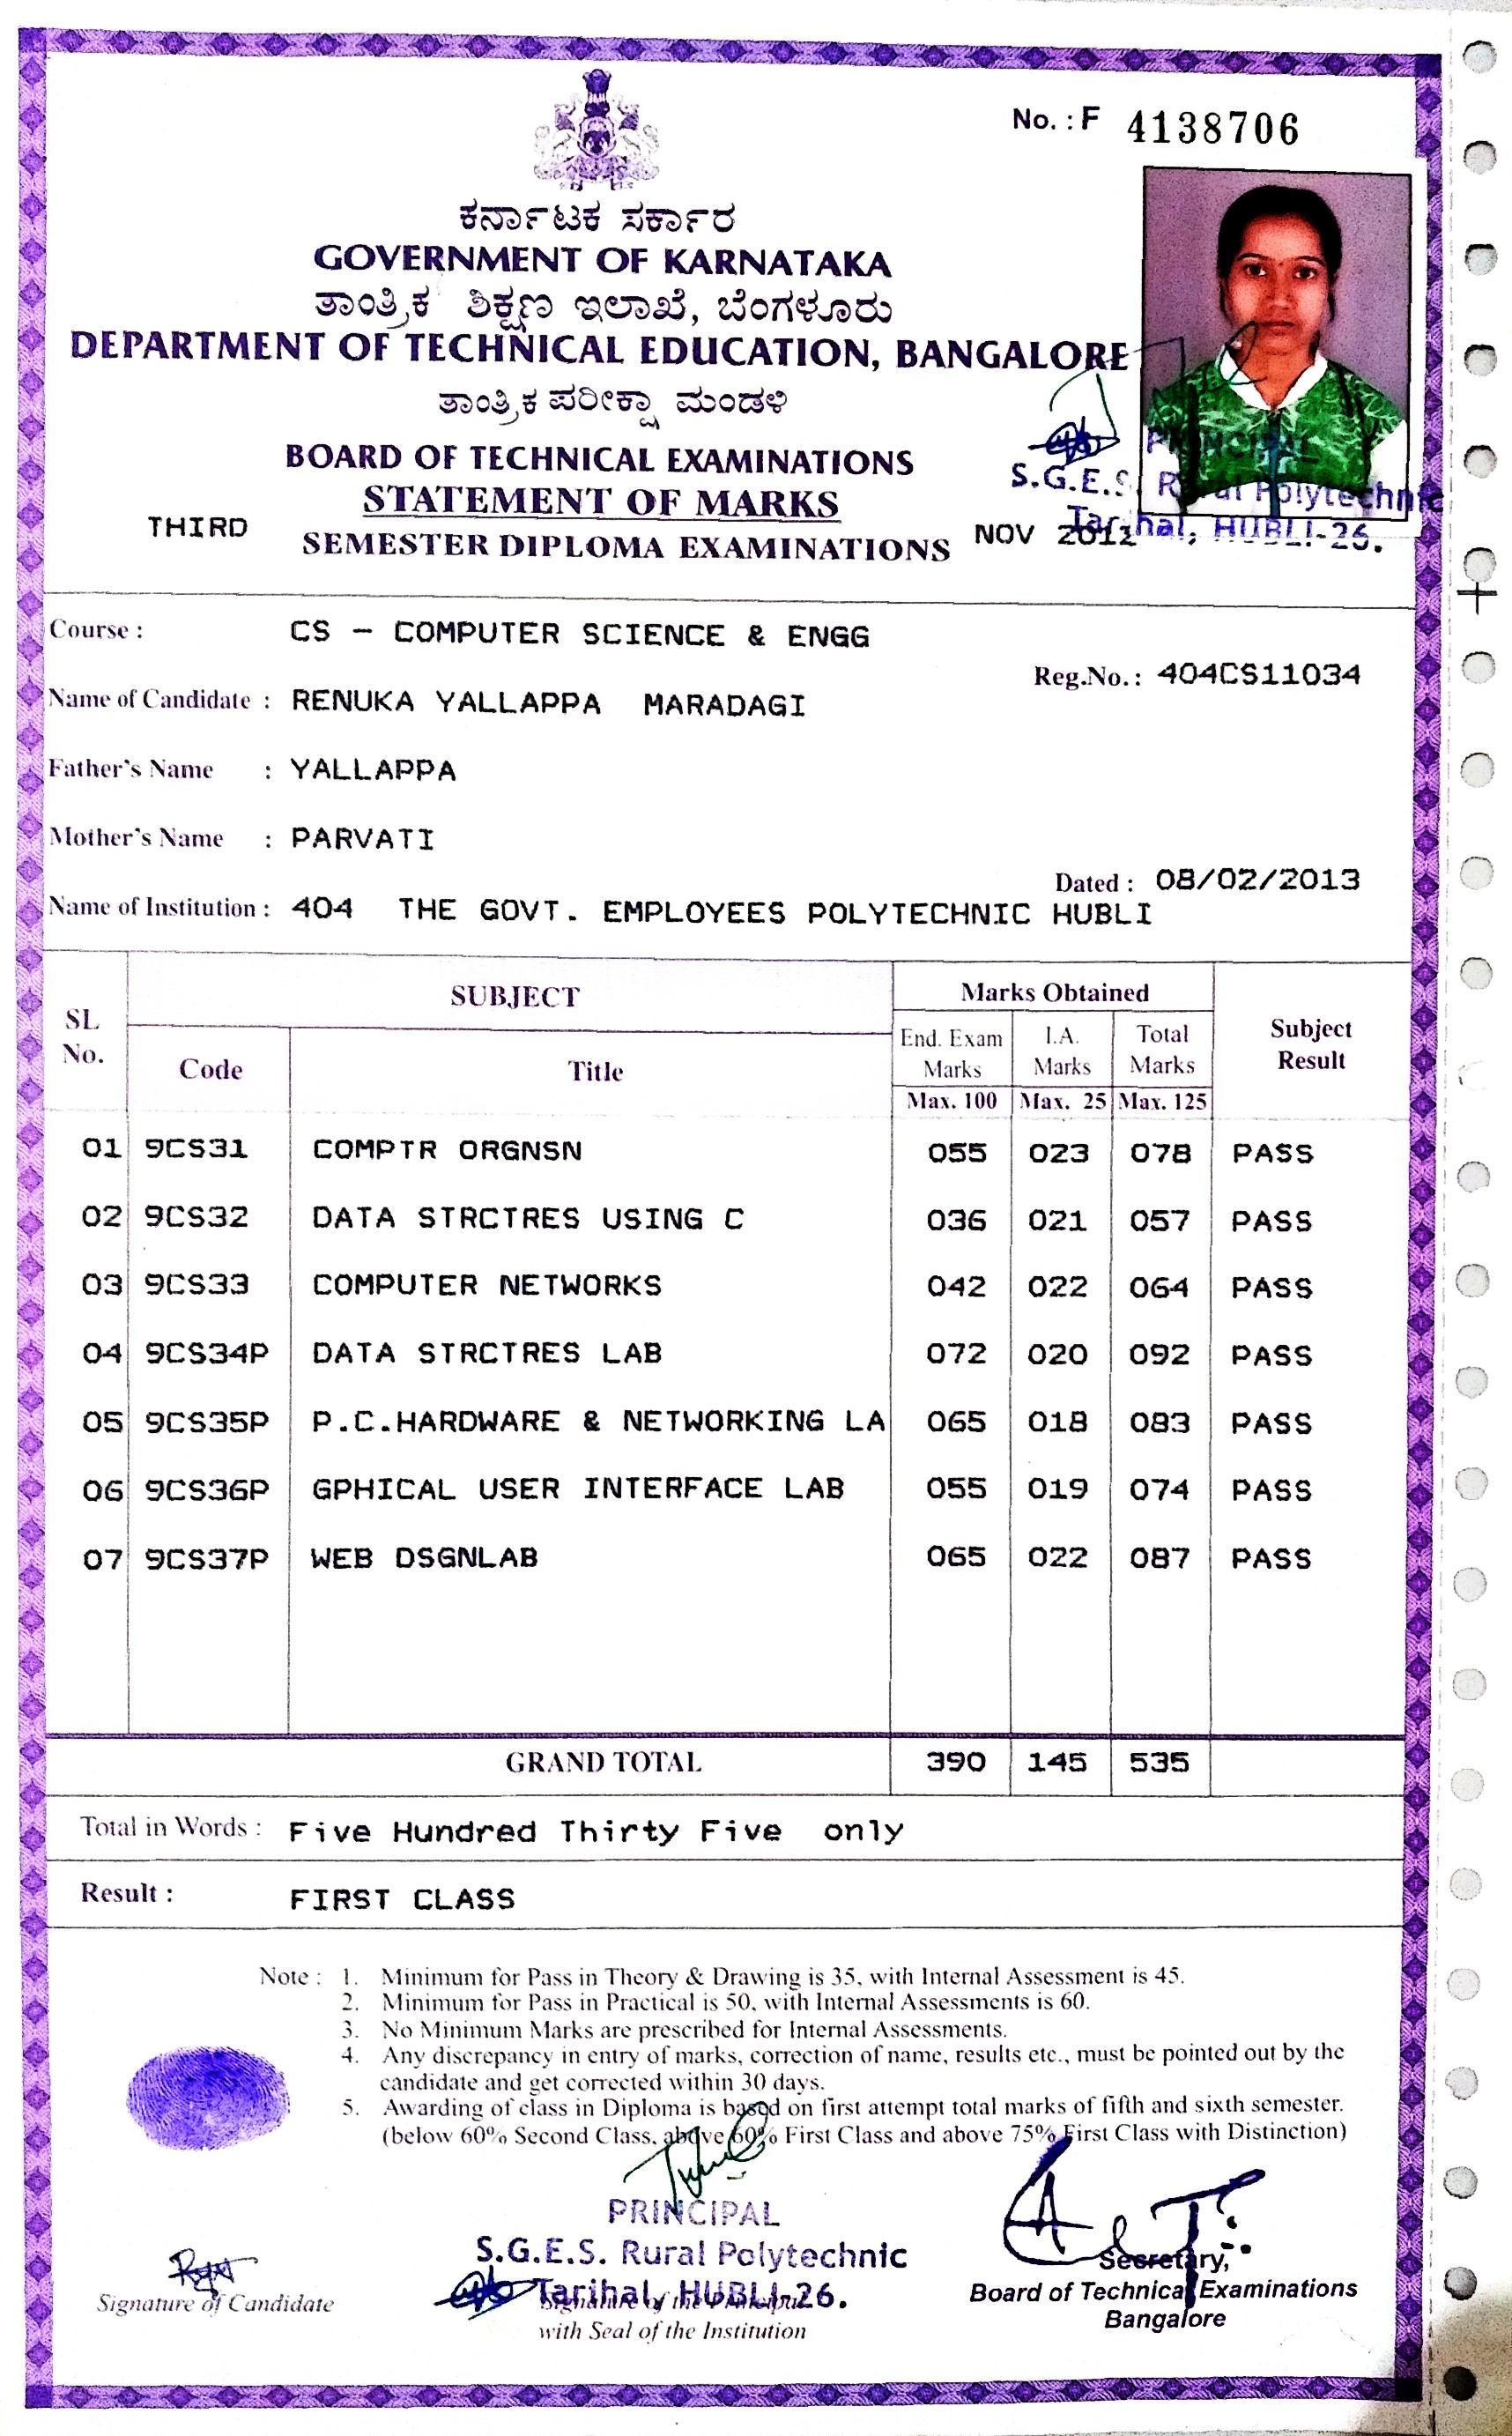 No. : F 4138706
ಕರ್ನಾಟಕ ಸರ್ಕಾರ
GOVERNMENT OF KARNATAKA
ತಾಂತ್ರಿಕ ಶಿಕ್ಷಣ ಇಲಾಖೆ, ಬೆಂಗಳೂರು
DEPARTMENT OF TECHNICAL EDUCATION, BANGALORE
ತಾಂತ್ರಿಕ ಪರೀಕ್ಷಾ ಮಂಡಳಿ
BOARD OF TECHNICAL EXAMINATIONS
STATEMENT OF MARKS
THIRD SEMESTER DIPLOMA EXAMINATIONS NOV 2012
PRINCIPAL
S.G.E.S. Rural Polytechnic
Tarihal, HUBLI-26.
Course : CS - COMPUTER SCIENCE & ENGG
Reg.No. : 404CS11034
Name of Candidate : RENUKA YALLAPPA MARADAGI
Father's Name : YALLAPPA
Mother's Name : PARVATI
Dated : 08/02/2013
Name of Institution : 404 THE GOVT. EMPLOYEES POLYTECHNIC HUBLI
SL No. SUBJECT Marks Obtained Subject Result
Code Title End. Exam Marks I.A. Marks Total Marks
Max. 100 Max. 25 Max. 125
01 9CS31 COMPTR ORGNSN 055 023 078 PASS
02 9CS32 DATA STRCTRES USING C 036 021 057 PASS
03 9CS33 COMPUTER NETWORKS 042 022 064 PASS
04 9CS34P DATA STRCTRES LAB 072 020 092 PASS
05 9CS35P P.C.HARDWARE & NETWORKING LA 065 018 083 PASS
06 9CS36P GPHICAL USER INTERFACE LAB 055 019 074 PASS
07 9CS37P WEB DSGNLAB 065 022 087 PASS
GRAND TOTAL 390 145 535
Total in Words : Five Hundred Thirty Five only
Result : FIRST CLASS
Note : 1. Minimum for Pass in Theory & Drawing is 35, with Internal Assessment is 45.
2. Minimum for Pass in Practical is 50, with Internal Assessments is 60.
3. No Minimum Marks are prescribed for Internal Assessments.
4. Any discrepancy in entry of marks, correction of name, results etc., must be pointed out by the
candidate and get corrected within 30 days.
5. Awarding of class in Diploma is based on first attempt total marks of fifth and sixth semester.
(below 60% Second Class, above 60% First Class and above 75% First Class with Distinction)
PRINCIPAL
S.G.E.S. Rural Polytechnic
Tarihal, HUBLI-26.
Signature of Candidate
Signature of the Principal
with Seal of the Institution
Secretary,
Board of Technical Examinations
Bangalore